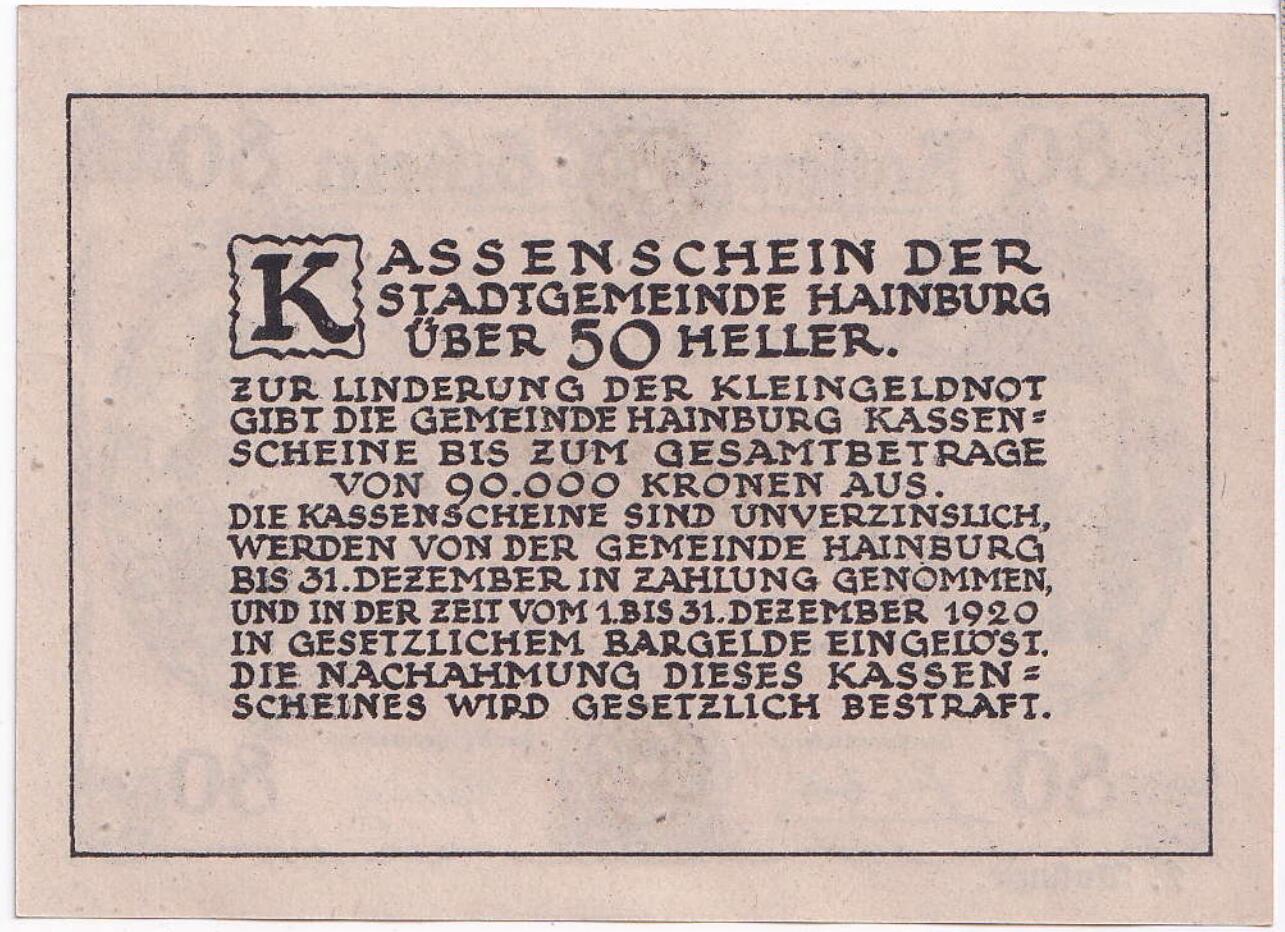 KASSENSCHEIN DER
STADTGEMEINDE HAINBURG
ÜBER 50 HELLER.
ZUR LINDERUNG DER KLEINGELDNOT
GIBT DIE GEMEINDE HAINBURG KASSEN=
SCHEINE BIS ZUM GESAMTBETRAGE
VON 90.000 KRONEN AUS.
DIE KASSENSCHEINE SIND UNVERZINSLICH,
WERDEN VON DER GEMEINDE HAINBURG
BIS 31. DEZEMBER IN ZAHLUNG GENOMMEN,
UND IN DER ZEIT VOM 1. BIS 31. DEZEMBER 1920
IN GESETZLICHEM BARGELDE EINGELÖST.
DIE NACHAHMUNG DIESES KASSEN=
SCHEINES WIRD GESETZLICH BESTRAFT.